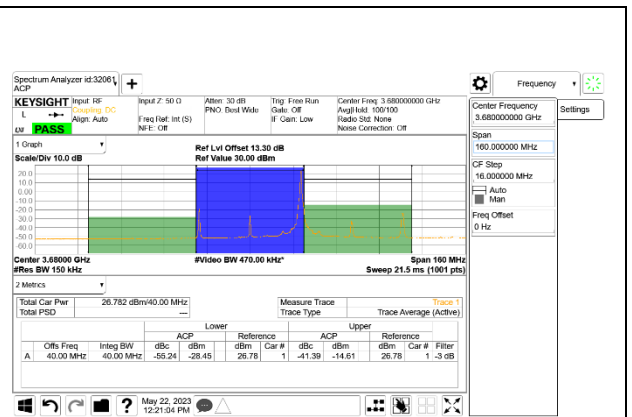 Spectrum Analyzer id:32061
ACP
Frequency
KEYSIGHT Input: RF Input Z: 50 Ω Atten: 30 dB Trig: Free Run Center Freq: 3.680000000 GHz
L Coupling: DC PNO: Best Wide Gate: Off Avg|Hold: 100/100
Align: Auto Freq Ref: Int (S) IF Gain: Low Radio Std: None
LM PASS NFE: Off Noise Correction: Off
Center Frequency
3.680000000 GHz
Settings
Span
160.000000 MHz
CF Step
16.000000 MHz
Auto
Man
Freq Offset
0 Hz
1 Graph Ref Lvl Offset 13.30 dB
Scale/Div 10.0 dB Ref Value 30.00 dBm
20.0
10.0
0.00
-10.0
-20.0
-30.0
-40.0
-50.0
-60.0
Center 3.68000 GHz #Video BW 470.00 kHz* Span 160 MHz
#Res BW 150 kHz Sweep 21.5 ms (1001 pts)
2 Metrics
Total Car Pwr 26.782 dBm/40.00 MHz Measure Trace Trace 1
Total PSD --- Trace Type Trace Average (Active)
Lower Upper
ACP Reference ACP Reference
Offs Freq Integ BW dBc dBm dBm Car # dBc dBm dBm Car # Filter
A 40.00 MHz 40.00 MHz -55.24 -28.45 26.78 1 -41.39 -14.61 26.78 1 -3 dB
May 22, 2023
12:21:04 PM